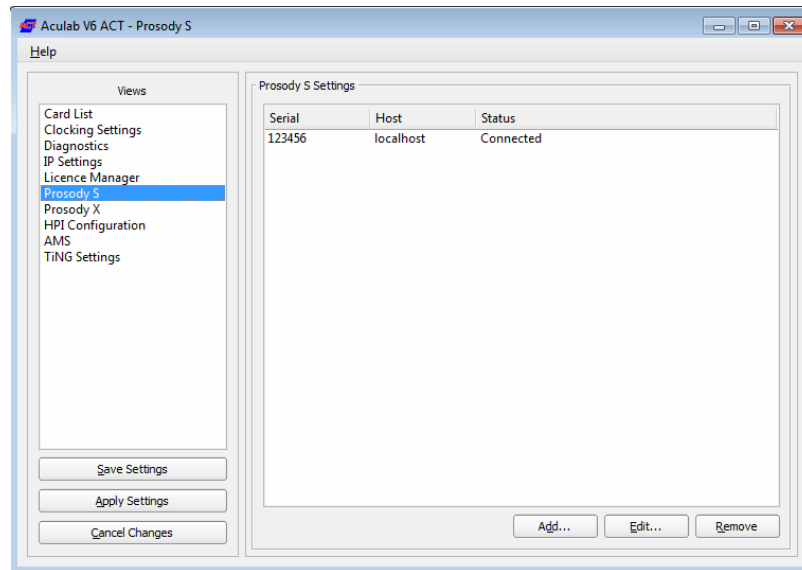 Aculab V6 ACT - Prosody S
Help
Views
Card List
Clocking Settings
Diagnostics
IP Settings
Licence Manager
Prosody S
Prosody X
HPI Configuration
AMS
TiNG Settings
Save Settings
Apply Settings
Cancel Changes
Prosody S Settings
Serial Host Status
123456 localhost Connected
Add... Edit... Remove